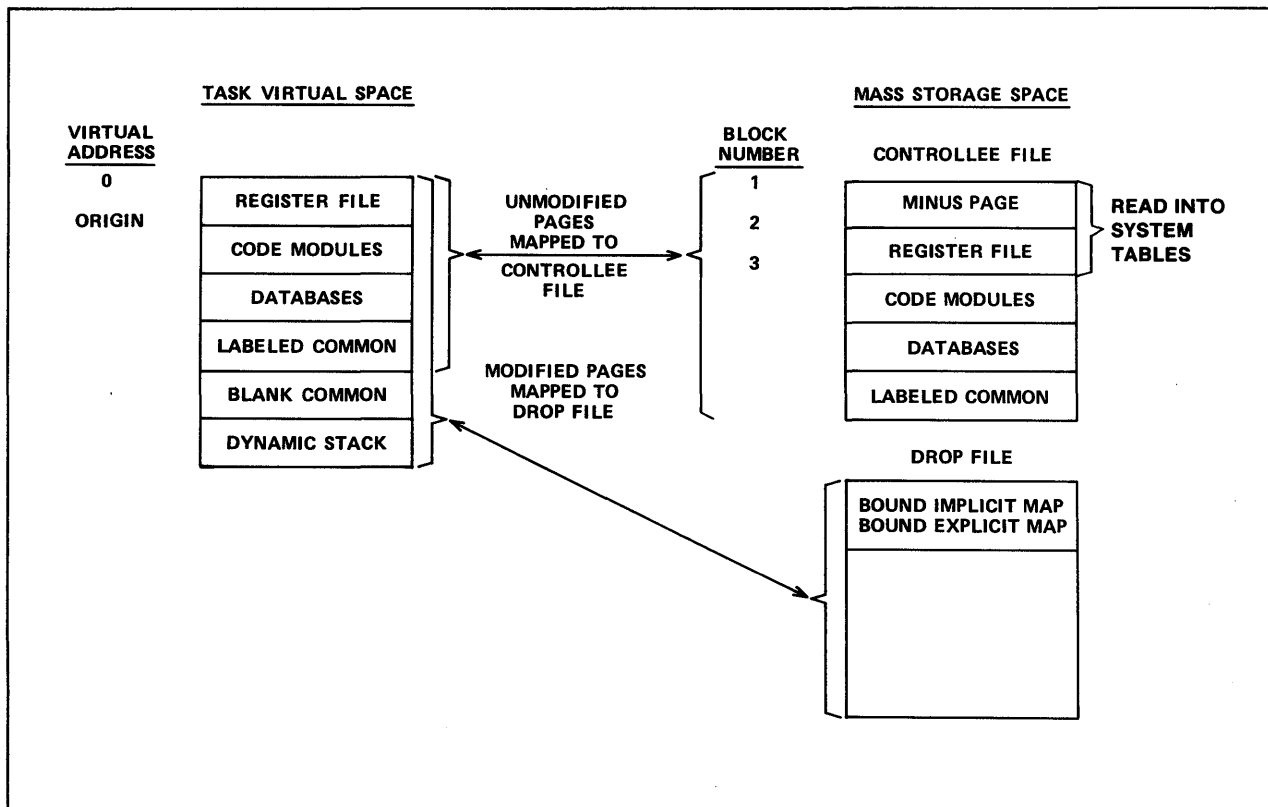 TASK VIRTUAL SPACE
VIRTUAL
ADDRESS
0
ORIGIN
REGISTER FILE
CODE MODULES
DATABASES
LABELED COMMON
BLANK COMMON
DYNAMIC STACK
UNMODIFIED
PAGES
MAPPED TO
CONTROLLEE
FILE
MODIFIED PAGES
MAPPED TO
DROP FILE
MASS STORAGE SPACE
BLOCK
NUMBER
1
2
3
CONTROLLEE FILE
MINUS PAGE
REGISTER FILE
CODE MODULES
DATABASES
LABELED COMMON
READ INTO
SYSTEM
TABLES
DROP FILE
BOUND IMPLICIT MAP
BOUND EXPLICIT MAP